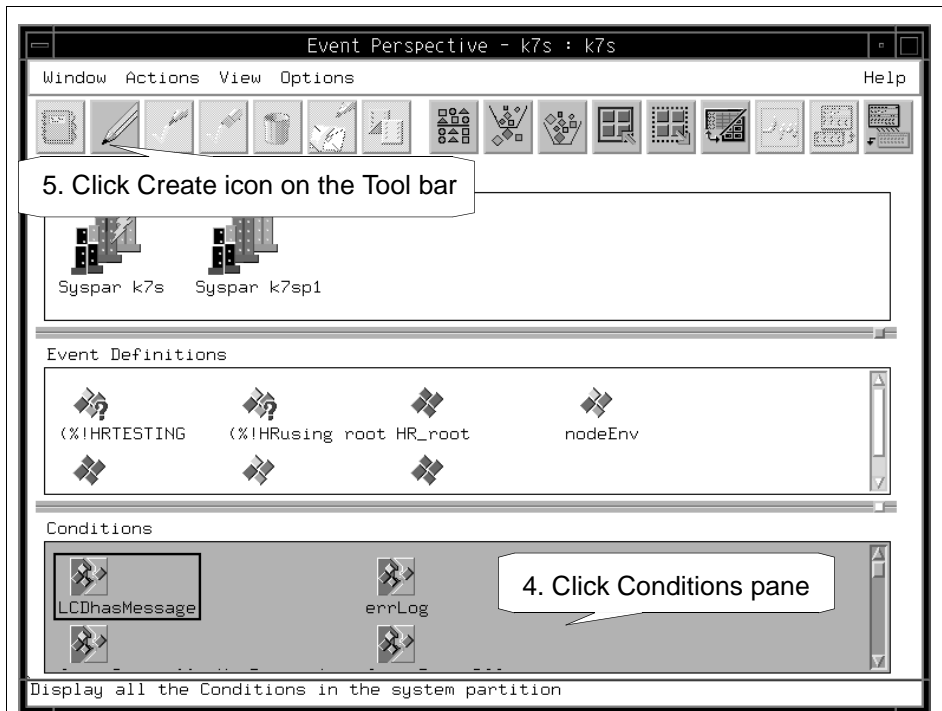 Event Perspective - k7s : k7s
Window Actions View Options Help
5. Click Create icon on the Tool bar
Syspar k7s Syspar k7sp1
Event Definitions
(%!HRTESTING (%!HRusing root HR_root nodeEnv
Conditions
LCDhasMessage errLog
4. Click Conditions pane
Display all the Conditions in the system partition